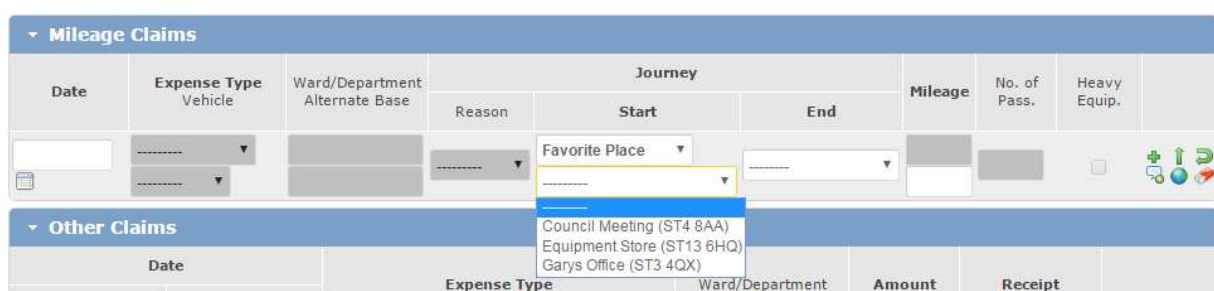 Mileage Claims
Date
Expense Type
Vehicle
Ward/Department
Alternate Base
Journey
Reason
Start
End
Mileage
No. of
Pass.
Heavy
Equip.
---------
---------
---------
Favorite Place
---------
---------
---------
Council Meeting (ST4 8AA)
Equipment Store (ST13 6HQ)
Garys Office (ST3 4QX)
Other Claims
Date
Expense Type
Ward/Department
Amount
Receipt